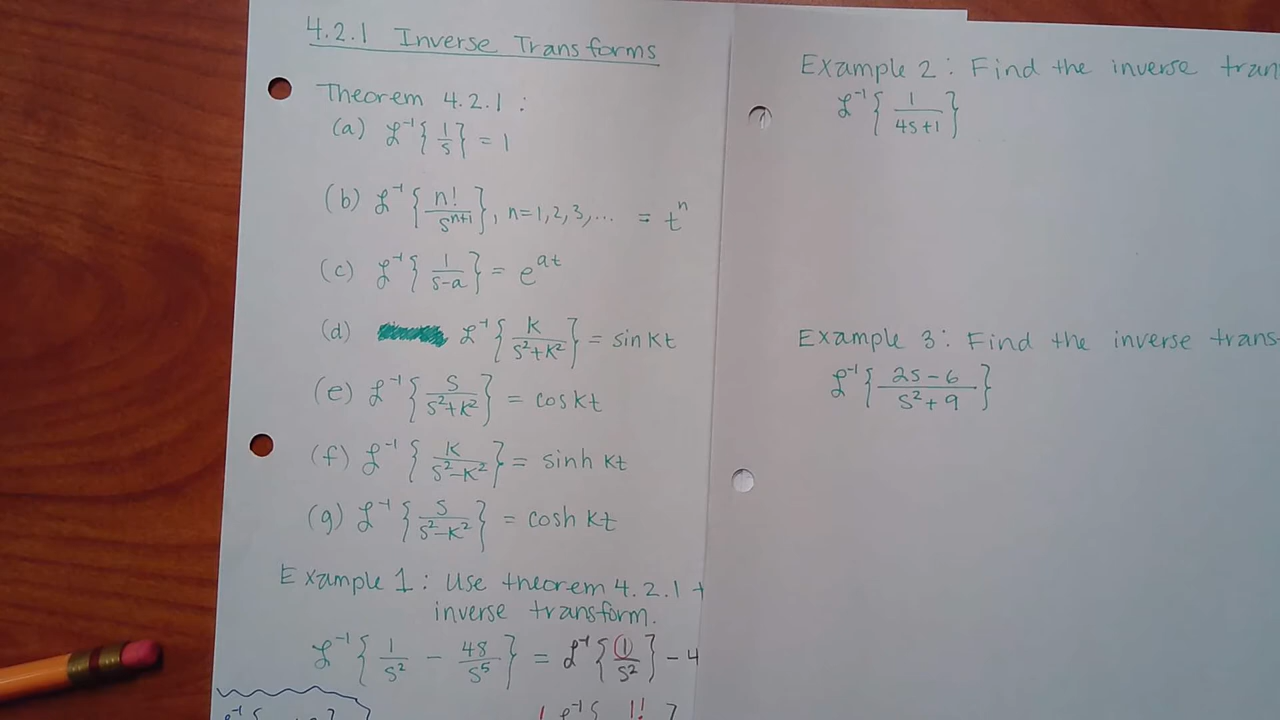 4.2.1 Inverse Transforms
Theorem 4.2.1 :
(a) ℒ⁻¹{1/s} = 1
(b) ℒ⁻¹{n!/sⁿ⁺¹}, n=1,2,3,... = tⁿ
(c) ℒ⁻¹{1/(s-a)} = e^(at)
(d) ℒ⁻¹{k/(s²+k²)} = sin kt
(e) ℒ⁻¹{s/(s²+k²)} = cos kt
(f) ℒ⁻¹{k/(s²-k²)} = sinh kt
(g) ℒ⁻¹{s/(s²-k²)} = cosh kt
Example 1: Use theorem 4.2.1
inverse transform.
ℒ⁻¹{1/s² - 48/s⁵} = ℒ⁻¹{1/s²} - 4
ℒ⁻¹{ 1!
Example 2: Find the inverse tran
ℒ⁻¹{1/(4s+1)}
Example 3: Find the inverse trans
ℒ⁻¹{(2s-6)/(s²+9)}